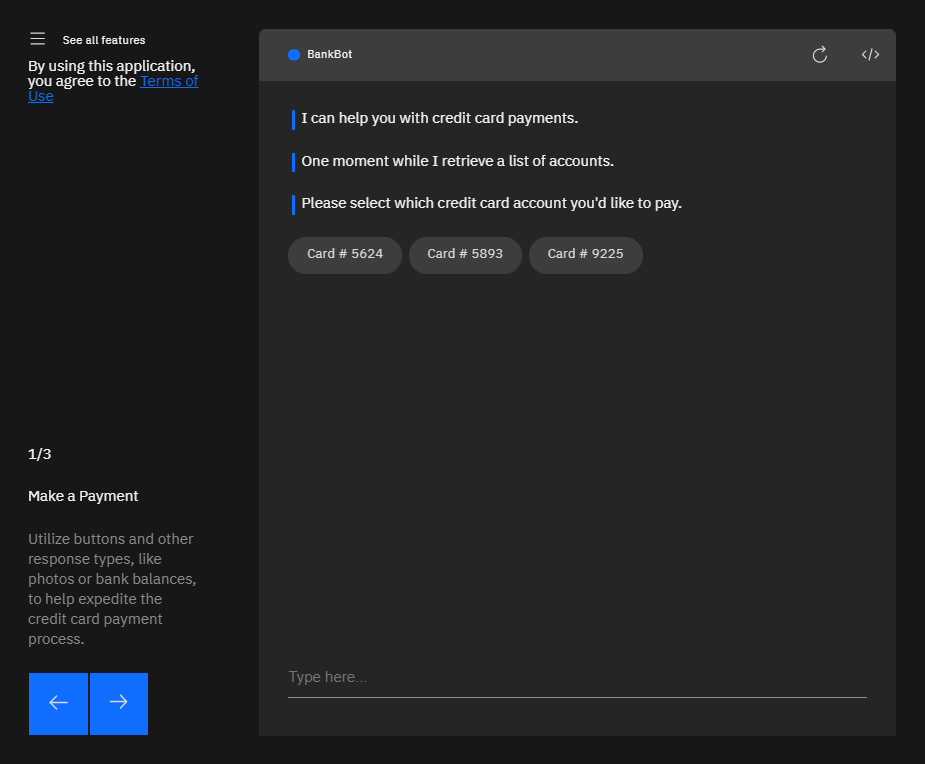 See all features
By using this application,
you agree to the Terms of
Use
BankBot
</>
I can help you with credit card payments.
One moment while I retrieve a list of accounts.
Please select which credit card account you'd like to pay.
Card # 5624 Card # 5893 Card # 9225
1/3
Make a Payment
Utilize buttons and other
response types, like
photos or bank balances,
to help expedite the
credit card payment
process.
Type here...